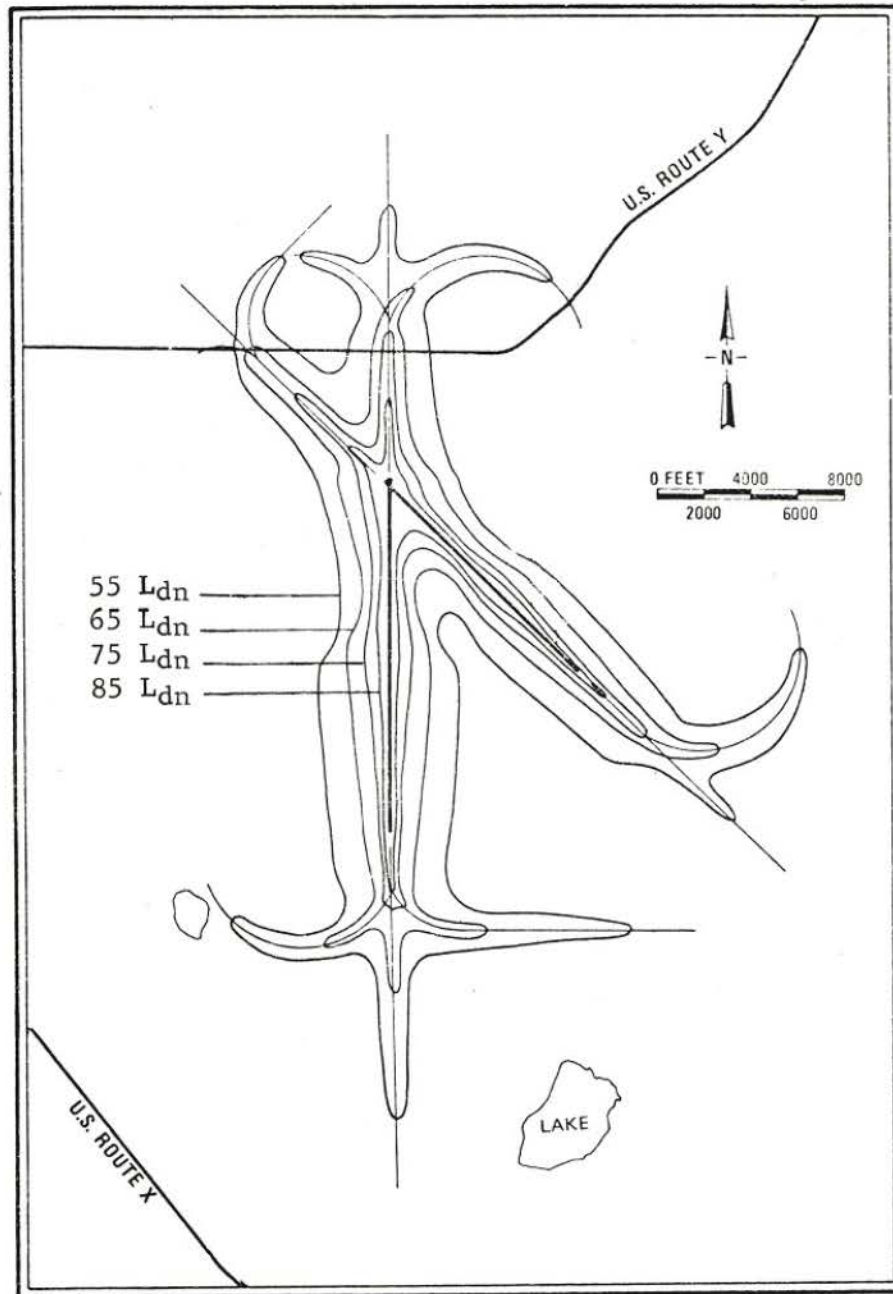 U.S. ROUTE Y
-N-
0 FEET 4000 8000
2000 6000
55 Ldn
65 Ldn
75 Ldn
85 Ldn
LAKE
U.S. ROUTE X